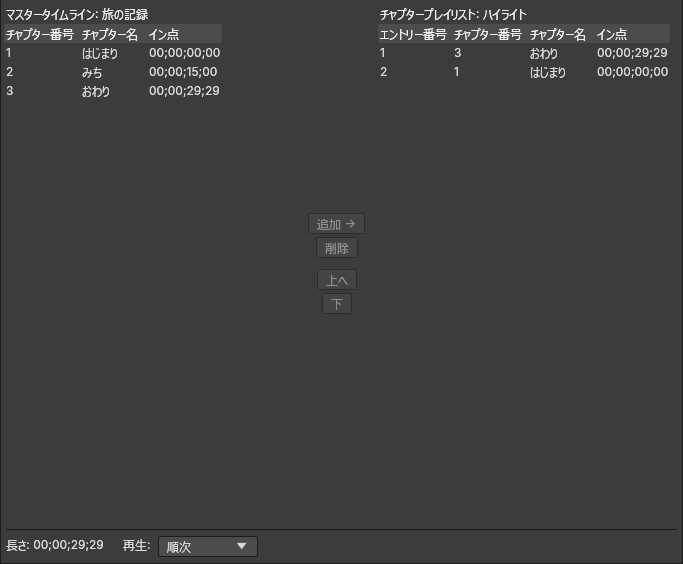 マスタータイムライン: 旅の記録
チャプター番号 チャプター名 イン点
1 はじまり 00;00;00;00
2 みち 00;00;15;00
3 おわり 00;00;29;29
チャプタープレイリスト: ハイライト
エントリー番号 チャプター番号 チャプター名 イン点
1 3 おわり 00;00;29;29
2 1 はじまり 00;00;00;00
追加 →
削除
上へ
下
長さ: 00;00;29;29 再生: 順次